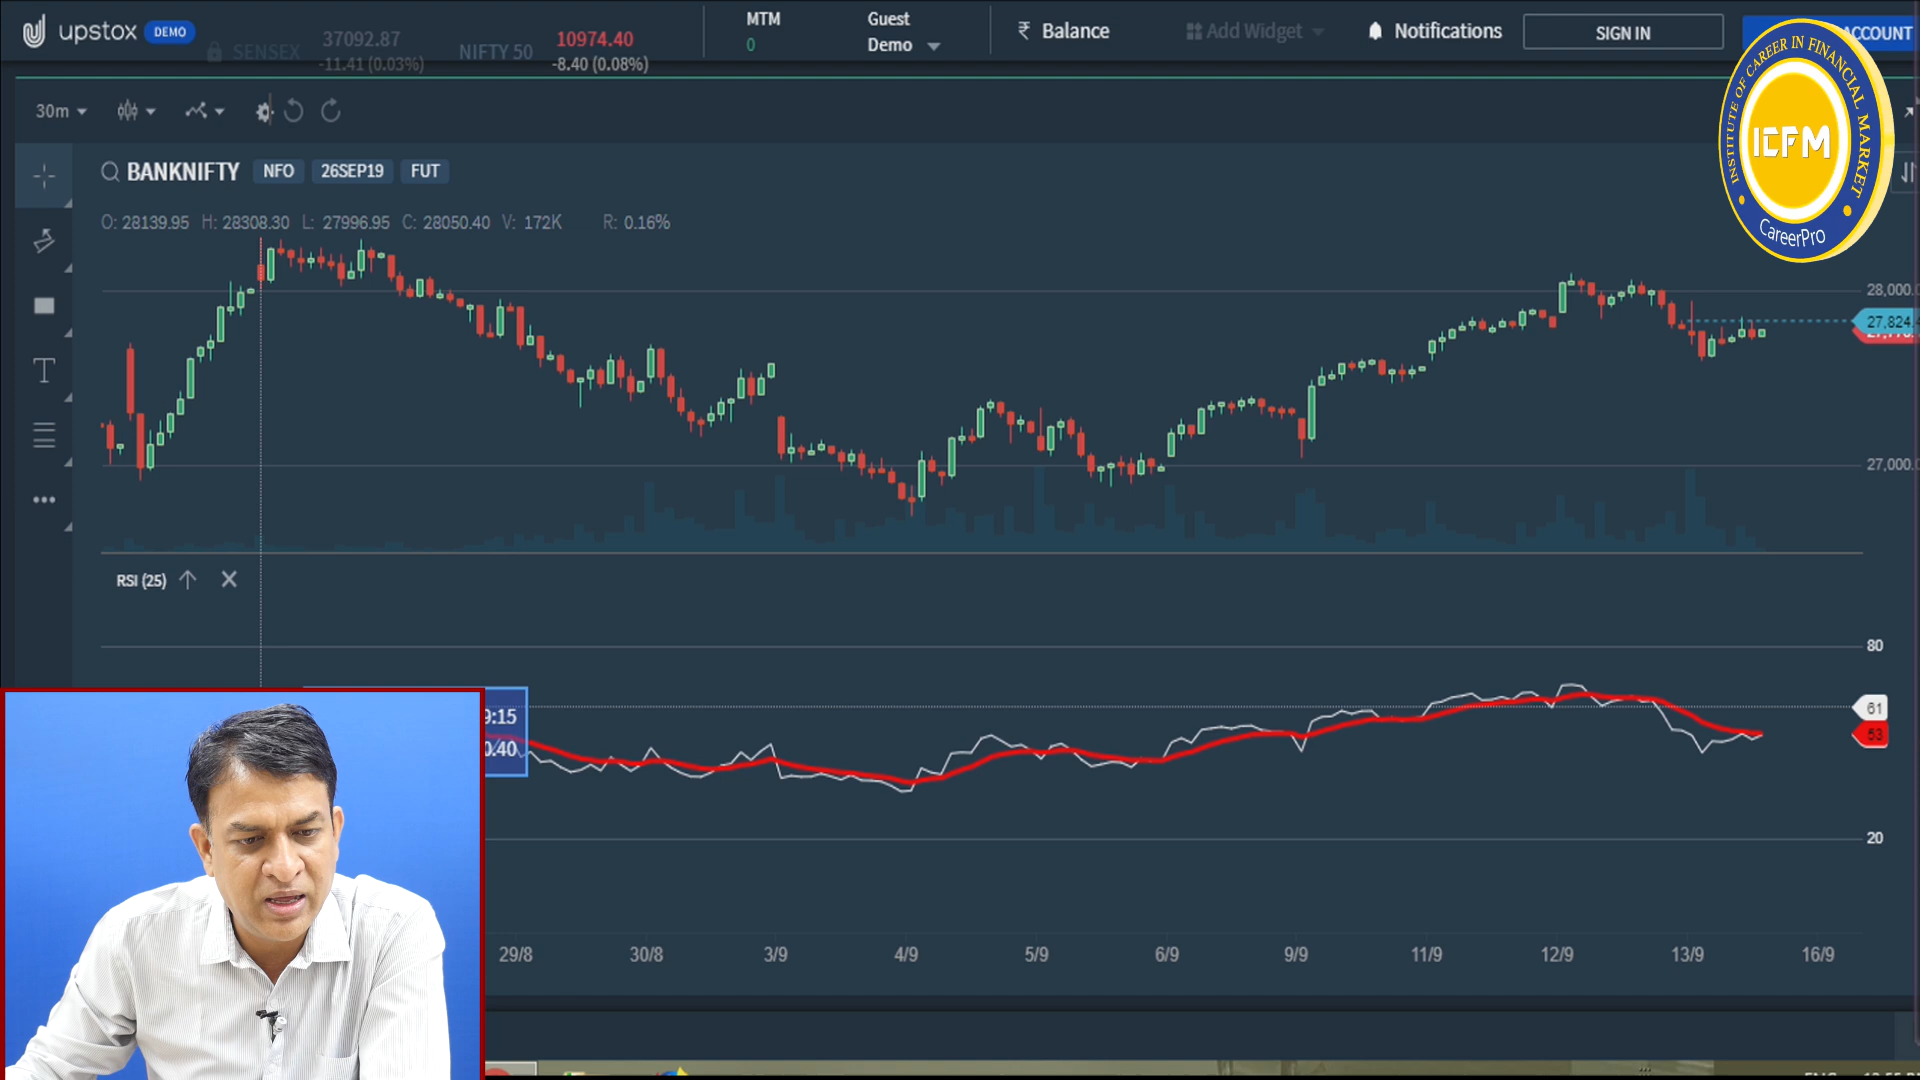 upstox DEMO
SENSEX 37092.87 -11.41 (0.03%)
NIFTY 50 10974.40 -8.40 (0.08%)
MTM 0
Guest Demo
₹ Balance
Add Widget
Notifications
SIGN IN
ACCOUNT
INSTITUTE OF CAREER IN FINANCIAL MARKET
ICFM
CareerPro
30m
BANKNIFTY NFO 26SEP19 FUT
O: 28139.95 H: 28308.30 L: 27996.95 C: 28050.40 V: 172K R: 0.16%
T
28,000.
27,824.
27,000.
RSI (25)
80
61
53
20
9:15
0.40
29/8 30/8 3/9 4/9 5/9 6/9 9/9 11/9 12/9 13/9 16/9